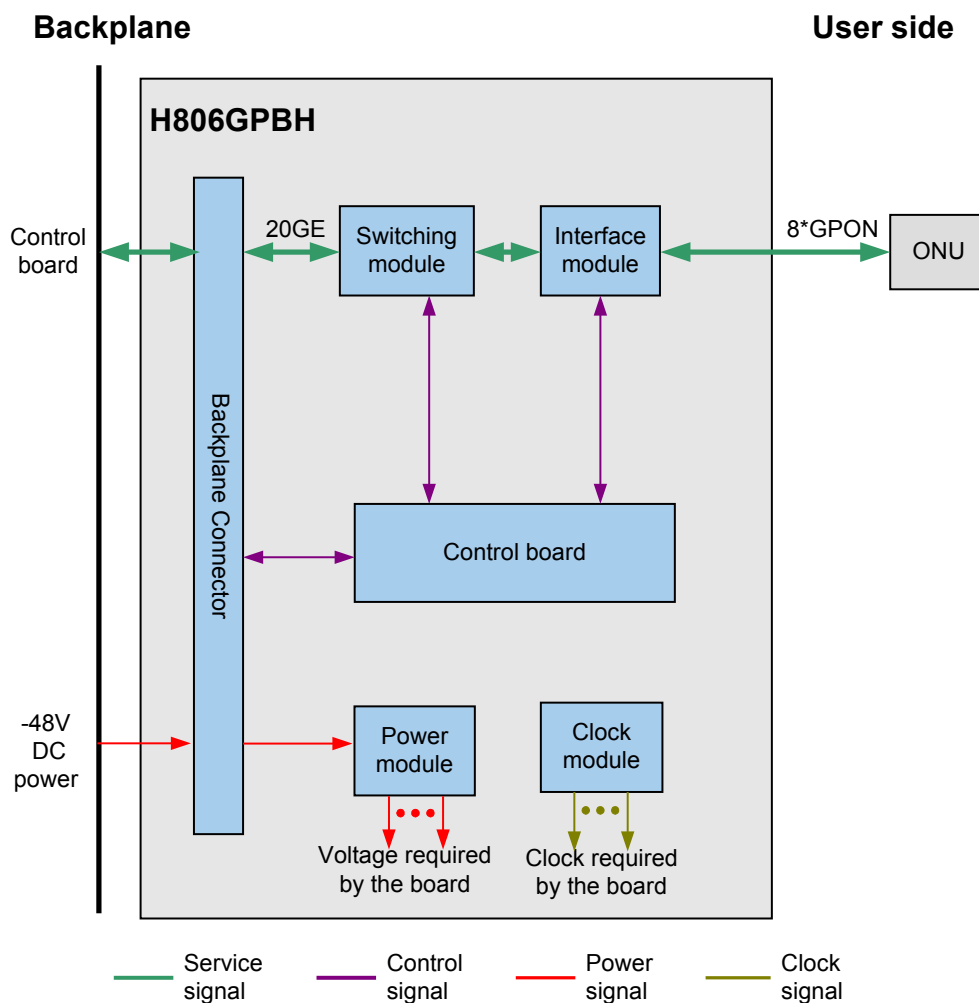 Backplane
User side
H806GPBH
Control
board
20GE
Switching
module
Interface
module
8*GPON
ONU
Backplane Connector
Control board
-48V
DC
power
Power
module
Clock
module
Voltage required
by the board
Clock required
by the board
Service
signal
Control
signal
Power
signal
Clock
signal